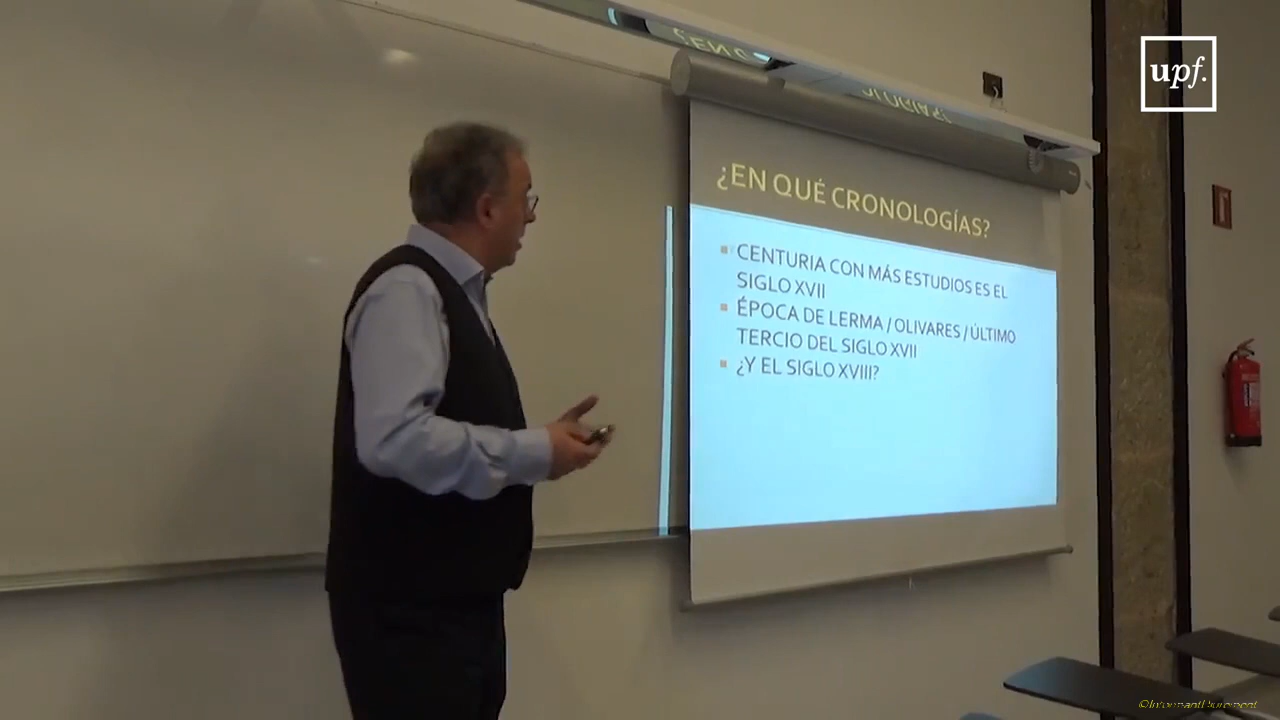 upf.
¿EN QUÉ CRONOLOGÍAS?
CENTURIA CON MÁS ESTUDIOS ES EL
SIGLO XVII
ÉPOCA DE LERMA / OLIVARES / ÚLTIMO
TERCIO DEL SIGLO XVII
¿Y EL SIGLO XVIII?